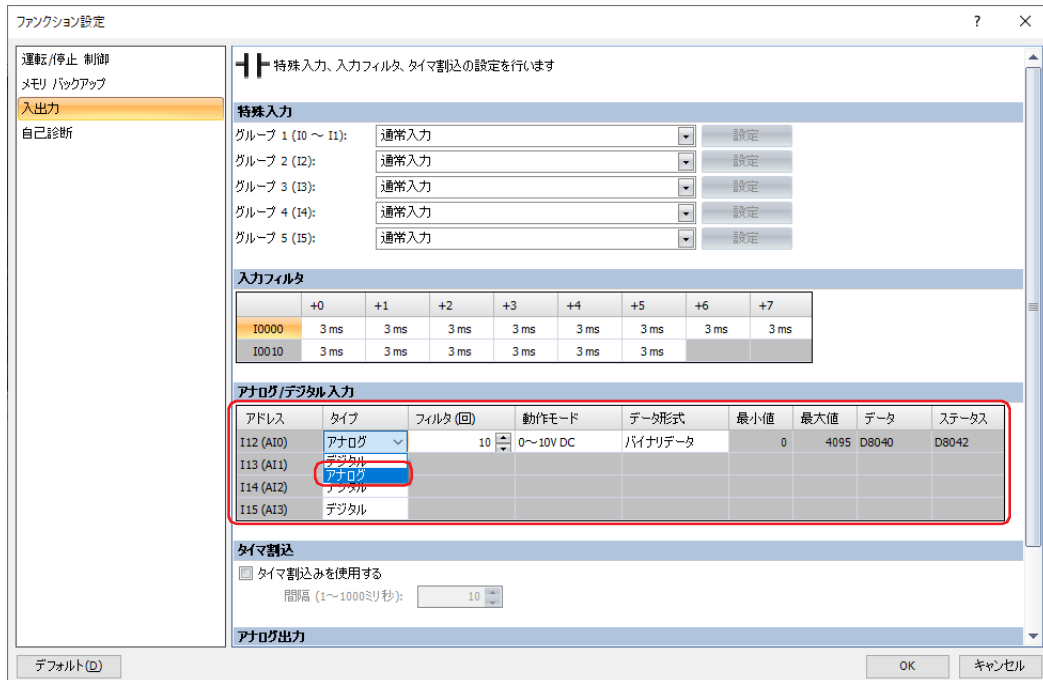 ファンクション設定 ? ×
運転/停止 制御
メモリ バックアップ
入出力
自己診断
特殊入力、入力フィルタ、タイマ割込の設定を行います
特殊入力
グループ 1 (I0 ～ I1): 通常入力 設定
グループ 2 (I2): 通常入力 設定
グループ 3 (I3): 通常入力 設定
グループ 4 (I4): 通常入力 設定
グループ 5 (I5): 通常入力 設定
入力フィルタ
+0 +1 +2 +3 +4 +5 +6 +7
I0000 3 ms 3 ms 3 ms 3 ms 3 ms 3 ms 3 ms 3 ms
I0010 3 ms 3 ms 3 ms 3 ms 3 ms 3 ms
アナログ/デジタル入力
アドレス タイプ フィルタ (回) 動作モード データ形式 最小値 最大値 データ ステータス
I12 (AI0) アナログ 10 0～10V DC バイナリデータ 0 4095 D8040 D8042
I13 (AI1) デジタル
アナログ
I14 (AI2) デジタル
I15 (AI3) デジタル
タイマ割込
タイマ割込みを使用する
間隔 (1～1000ミリ秒): 10
アナログ出力
デフォルト(D) OK キャンセル